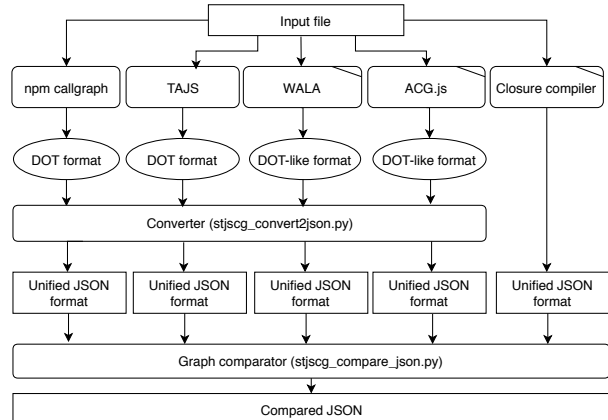 Input file
npm callgraph
TAJS
WALA
ACG.js
Closure compiler
DOT format
DOT format
DOT-like format
DOT-like format
Converter (stjscg_convert2json.py)
Unified JSON
format
Unified JSON
format
Unified JSON
format
Unified JSON
format
Unified JSON
format
Graph comparator (stjscg_compare_json.py)
Compared JSON